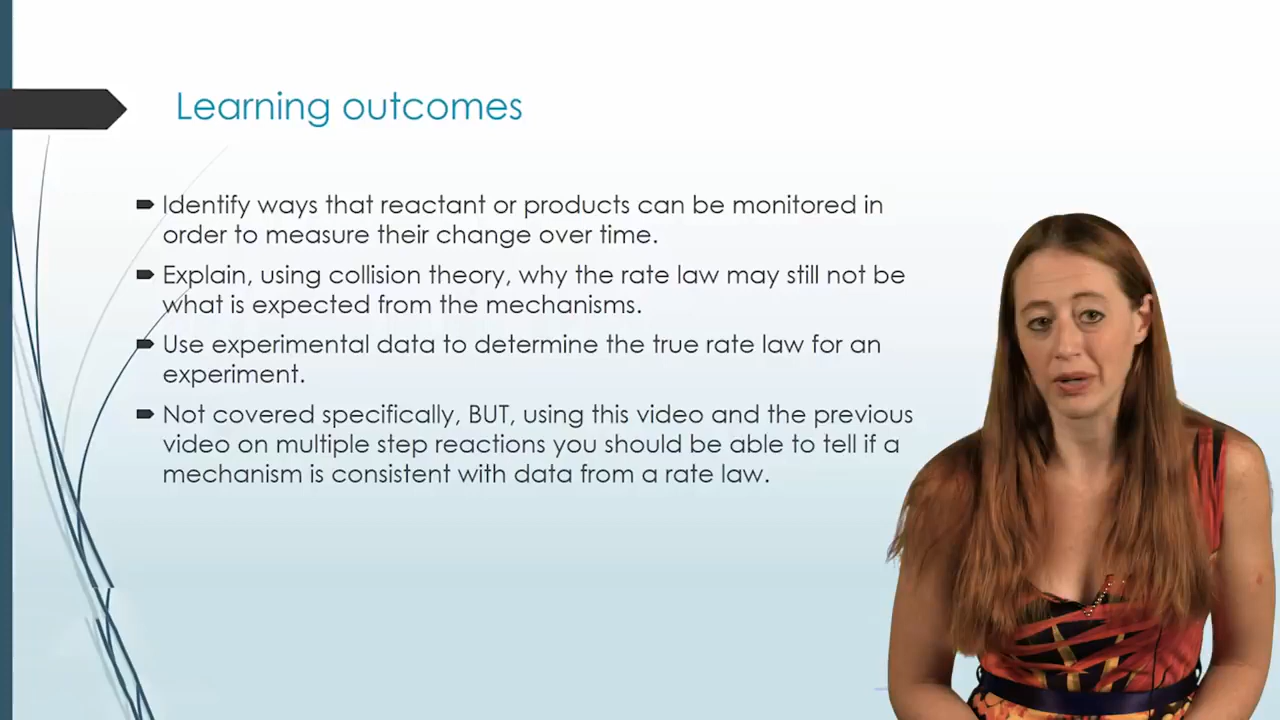 Learning outcomes
Identify ways that reactant or products can be monitored in
order to measure their change over time.
Explain, using collision theory, why the rate law may still not be
what is expected from the mechanisms.
Use experimental data to determine the true rate law for an
experiment.
Not covered specifically, BUT, using this video and the previous
video on multiple step reactions you should be able to tell if a
mechanism is consistent with data from a rate law.